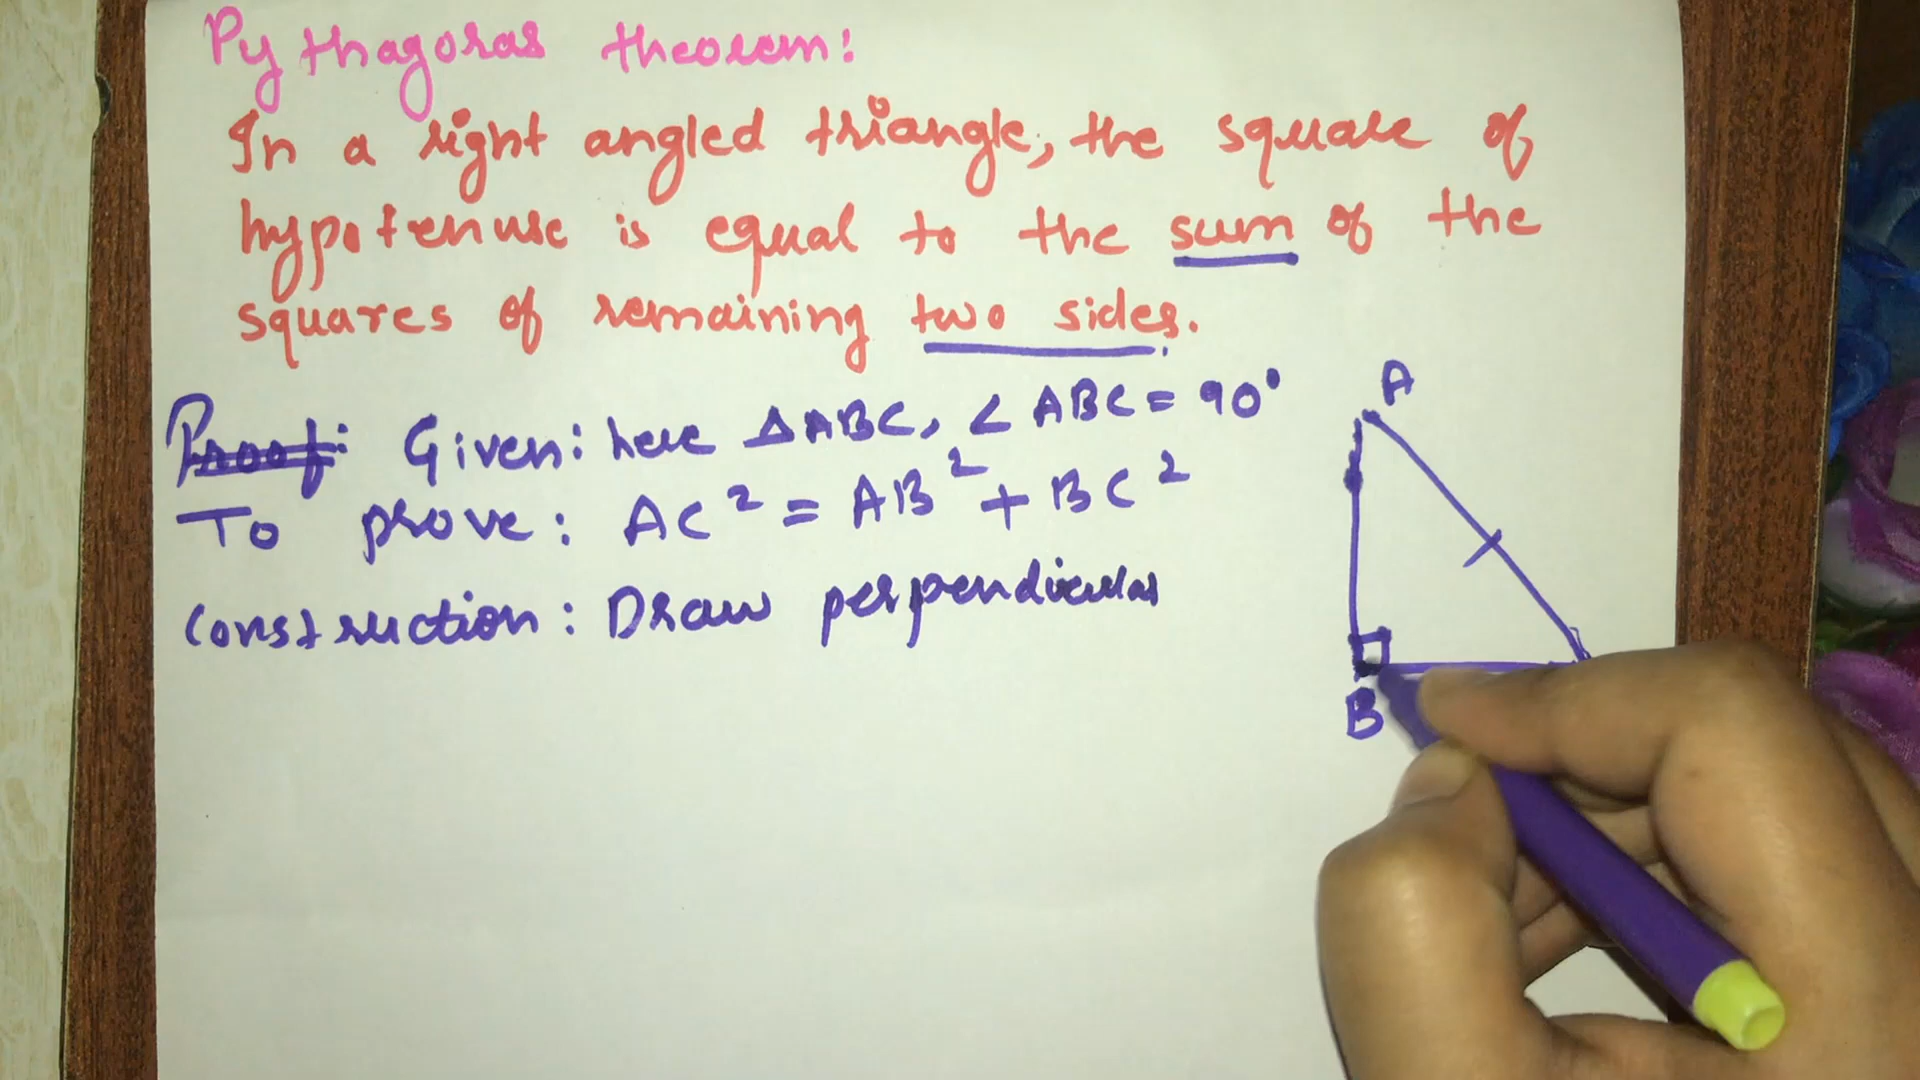 Pythagoras theorem:
In a right angled triangle, the square of
hypotenuse is equal to the sum of the
squares of remaining two sides.
Proof: Given: here ΔABC, ∠ABC = 90°
To prove: AC² = AB² + BC²
construction: Draw perpendicular
A
B